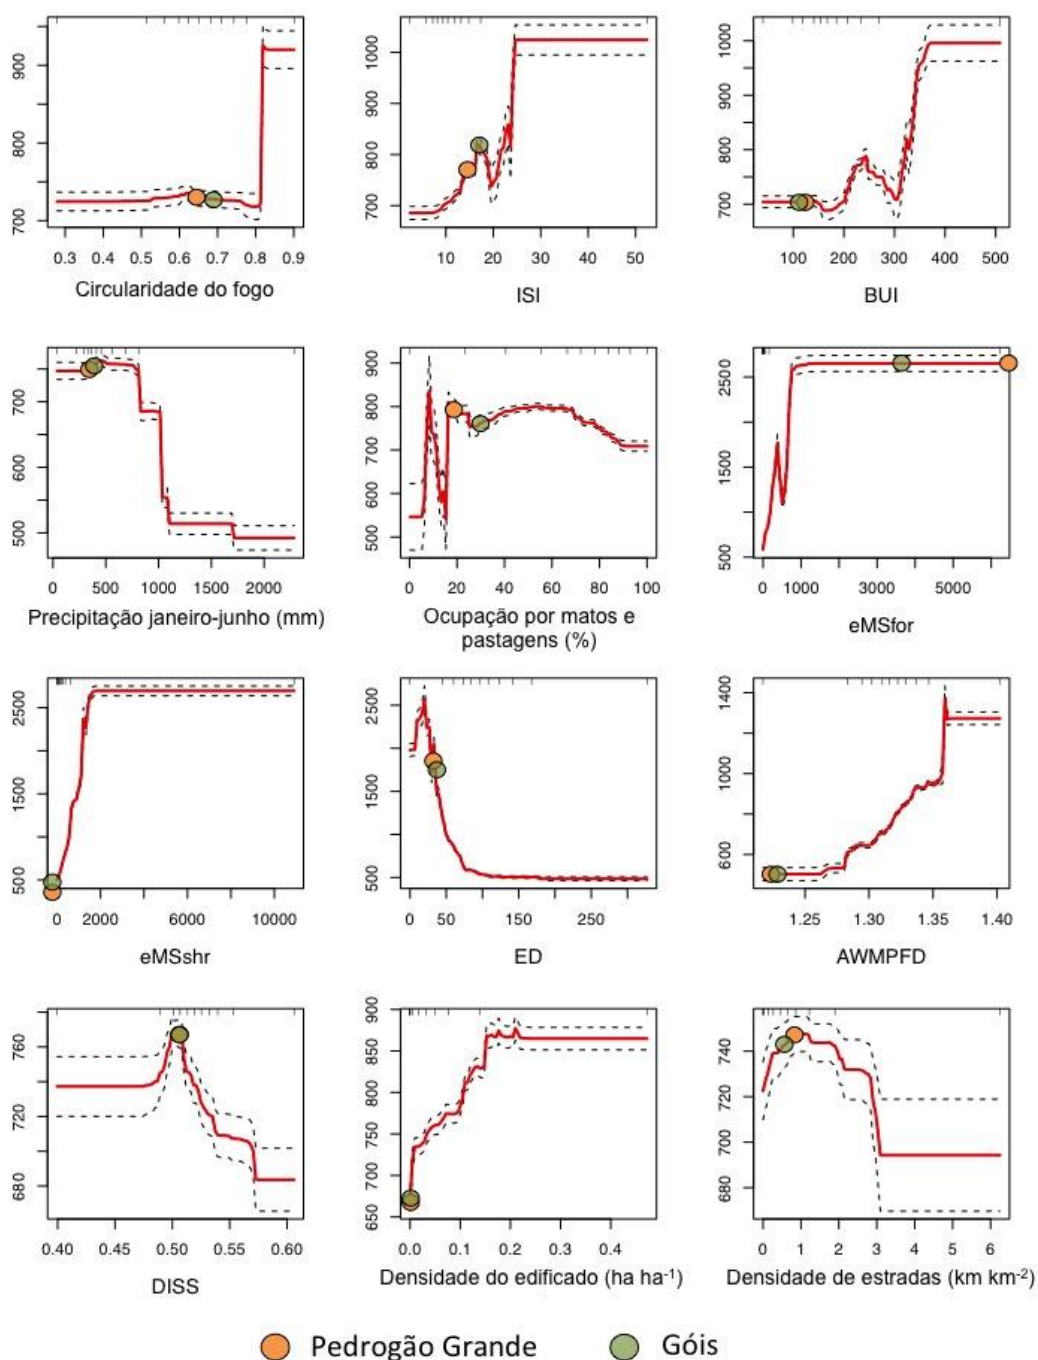 900
800
700
0.3 0.4 0.5 0.6 0.7 0.8 0.9
Circularidade do fogo
1000
900
800
700
10 20 30 40 50
ISI
1000
900
800
700
100 200 300 400 500
BUI
700
600
500
0 500 1000 1500 2000
Precipitação janeiro-junho (mm)
900
800
700
600
500
0 20 40 60 80 100
Ocupação por matos e
pastagens (%)
2500
1500
500
0 1000 3000 5000
eMSfor
2500
1500
500
0 2000 6000 10000
eMSshr
2500
1500
500
0 50 150 250
ED
1400
1000
600
1.25 1.30 1.35 1.40
AWMPFD
760
720
680
0.40 0.45 0.50 0.55 0.60
DISS
900
850
800
750
700
650
0.0 0.1 0.2 0.3 0.4
Densidade do edificado (ha ha-1)
740
720
700
680
0 1 2 3 4 5 6
Densidade de estradas (km km-2)
Pedrogão Grande Góis